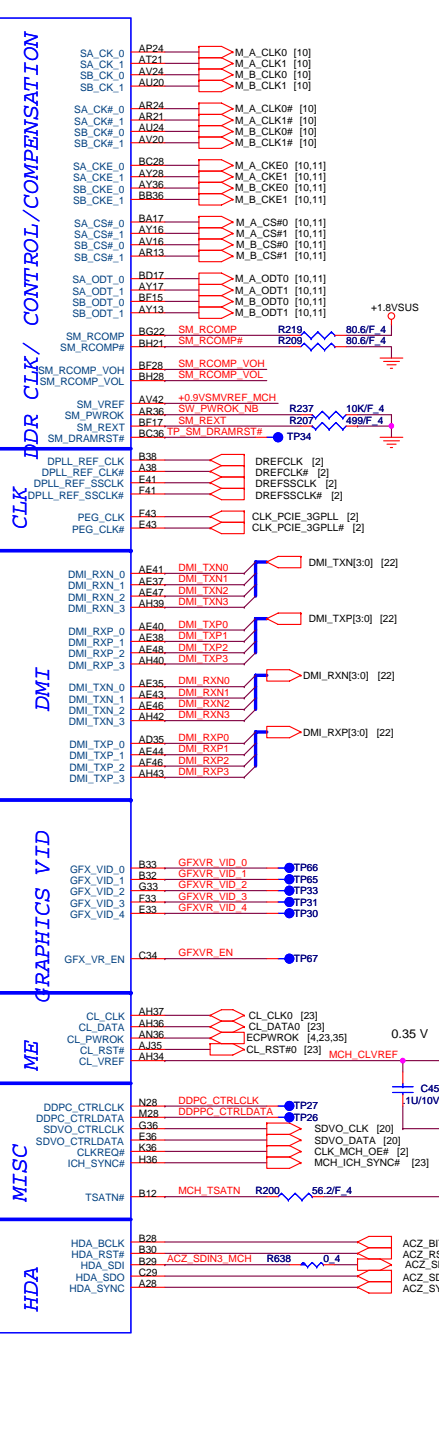 DDR CLK/ CONTROL/COMPENSATION
SA_CK_0 AP24 M_A_CLK0 [10]
SA_CK_1 AT21 M_A_CLK1 [10]
SB_CK_0 AV24 M_B_CLK0 [10]
SB_CK_1 AU20 M_B_CLK1 [10]
SA_CK#_0 AR24 M_A_CLK0# [10]
SA_CK#_1 AR21 M_A_CLK1# [10]
SB_CK#_0 AU24 M_B_CLK0# [10]
SB_CK#_1 AV20 M_B_CLK1# [10]
SA_CKE_0 BC28 M_A_CKE0 [10,11]
SA_CKE_1 AY28 M_A_CKE1 [10,11]
SB_CKE_0 AY36 M_B_CKE0 [10,11]
SB_CKE_1 BB36 M_B_CKE1 [10,11]
SA_CS#_0 BA17 M_A_CS#0 [10,11]
SA_CS#_1 AY16 M_A_CS#1 [10,11]
SB_CS#_0 AV16 M_B_CS#0 [10,11]
SB_CS#_1 AR13 M_B_CS#1 [10,11]
SA_ODT_0 BD17 M_A_ODT0 [10,11]
SA_ODT_1 AY17 M_A_ODT1 [10,11]
SB_ODT_0 BF15 M_B_ODT0 [10,11]
SB_ODT_1 AY13 M_B_ODT1 [10,11]
+1.8VSUS
SM_RCOMP BG22 SM_RCOMP R219 80.6/F_4
SM_RCOMP# BH21 SM_RCOMP# R209 80.6/F_4
SM_RCOMP_VOH BF28 SM_RCOMP_VOH
SM_RCOMP_VOL BH28 SM_RCOMP_VOL
SM_VREF AV42 +0.9VSMVREF_MCH
SM_PWROK AR36 SW_PWROK_NB R237 10K/F_4
SM_REXT BF17 SM_REXT R207 499/F_4
SM_DRAMRST# BC36 TP_SM_DRAMRST# TP34
CLK
DPLL_REF_CLK B38 DREFCLK [2]
DPLL_REF_CLK# A38 DREFCLK# [2]
DPLL_REF_SSCLK E41 DREFSSCLK [2]
DPLL_REF_SSCLK# F41 DREFSSCLK# [2]
PEG_CLK F43 CLK_PCIE_3GPLL [2]
PEG_CLK# E43 CLK_PCIE_3GPLL# [2]
DMI
DMI_TXN[3:0] [22]
DMI_RXN_0 AE41 DMI_TXN0
DMI_RXN_1 AE37 DMI_TXN1
DMI_RXN_2 AE47 DMI_TXN2
DMI_RXN_3 AH39 DMI_TXN3
DMI_TXP[3:0] [22]
DMI_RXP_0 AE40 DMI_TXP0
DMI_RXP_1 AE38 DMI_TXP1
DMI_RXP_2 AE48 DMI_TXP2
DMI_RXP_3 AH40 DMI_TXP3
DMI_RXN[3:0] [22]
DMI_TXN_0 AE35 DMI_RXN0
DMI_TXN_1 AE43 DMI_RXN1
DMI_TXN_2 AE46 DMI_RXN2
DMI_TXN_3 AH42 DMI_RXN3
DMI_RXP[3:0] [22]
DMI_TXP_0 AD35 DMI_RXP0
DMI_TXP_1 AE44 DMI_RXP1
DMI_TXP_2 AF46 DMI_RXP2
DMI_TXP_3 AH43 DMI_RXP3
GRAPHICS VID
GFX_VID_0 B33 GFXVR_VID_0 TP66
GFX_VID_1 B32 GFXVR_VID_1 TP65
GFX_VID_2 G33 GFXVR_VID_2 TP33
GFX_VID_3 F33 GFXVR_VID_3 TP31
GFX_VID_4 E33 GFXVR_VID_4 TP30
GFX_VR_EN C34 GFXVR_EN TP67
ME
CL_CLK AH37 CL_CLK0 [23]
CL_DATA AH36 CL_DATA0 [23]
CL_PWROK AN36 ECPWROK [4,23,35]
CL_RST# AJ35 CL_RST#0 [23]
CL_VREF AH34 MCH_CLVREF
0.35 V
C45
.1U/10V
MISC
DDPC_CTRLCLK N28 DDPC_CTRLCLK TP27
DDPC_CTRLDATA M28 DDPPC_CTRLDATA TP26
SDVO_CTRLCLK G36 SDVO_CLK [20]
SDVO_CTRLDATA E36 SDVO_DATA [20]
CLKREQ# K36 CLK_MCH_OE# [2]
ICH_SYNC# H36 MCH_ICH_SYNC# [23]
TSATN# B12 MCH_TSATN R200 56.2/F_4
HDA
HDA_BCLK B28 ACZ_BI
HDA_RST# B30 ACZ_RS
HDA_SDI B29 ACZ_SDIN3_MCH R638 0_4 ACZ_S
HDA_SDO C29 ACZ_SD
HDA_SYNC A28 ACZ_SY